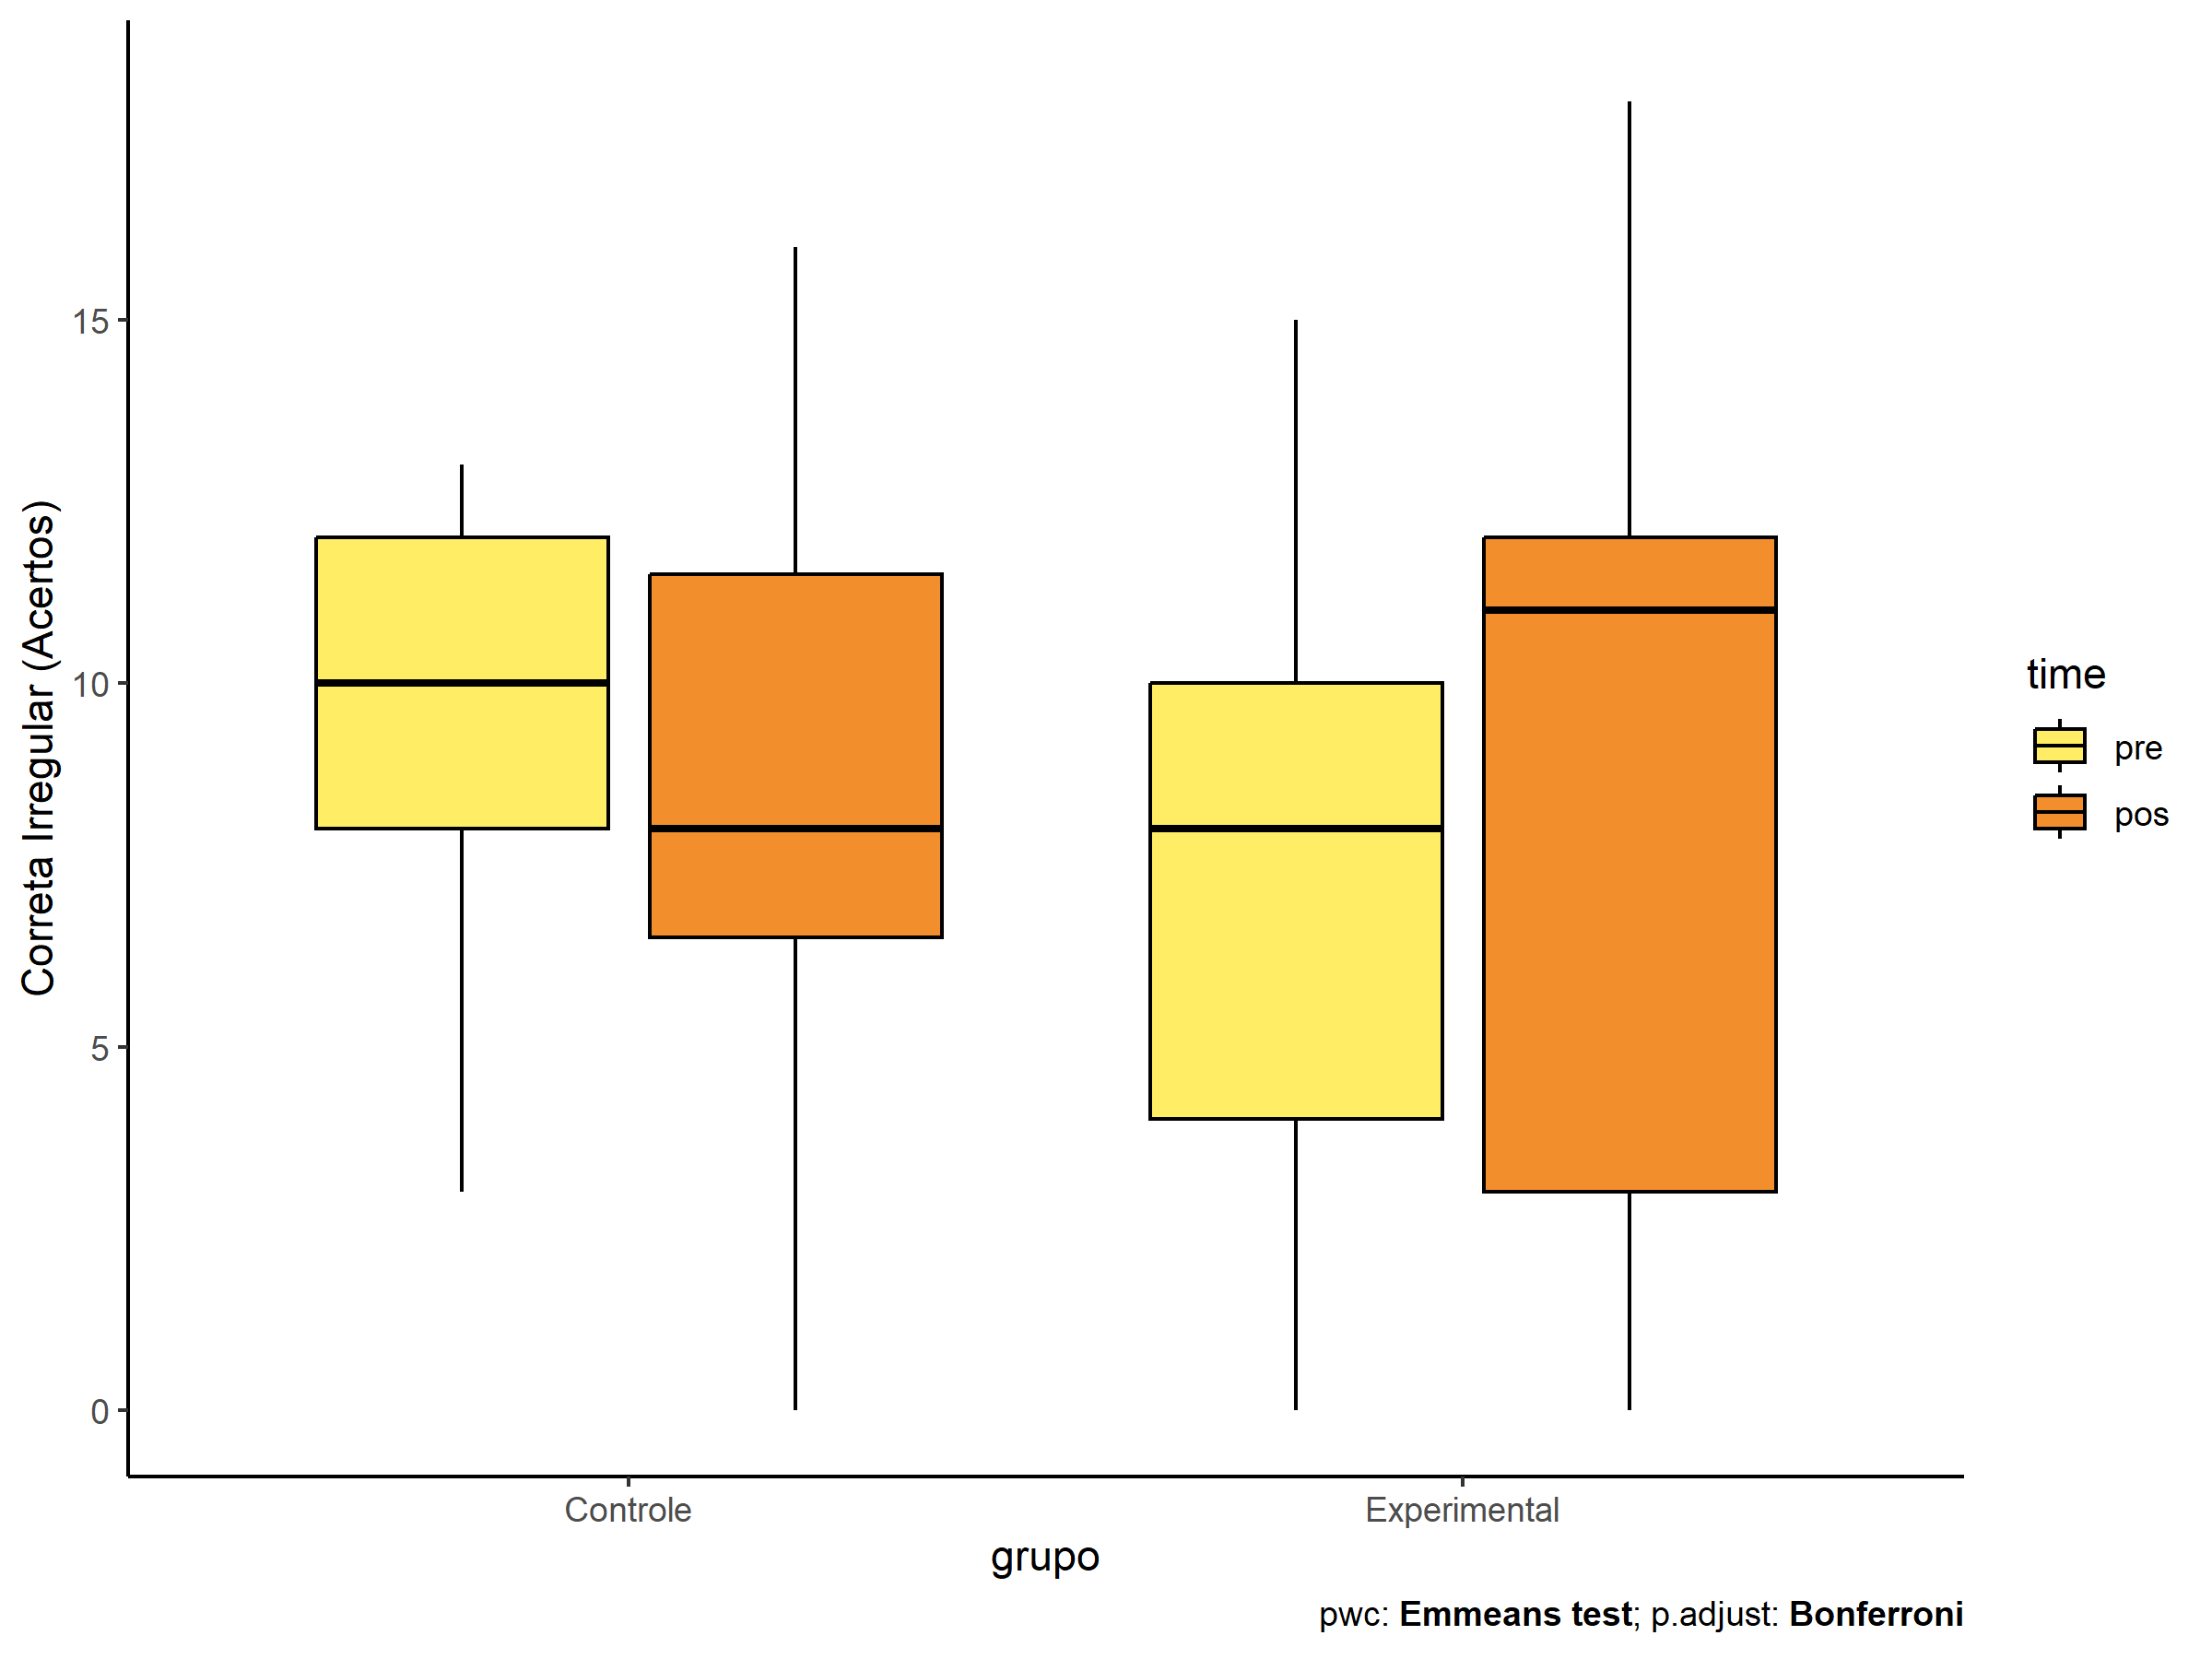 Correta Irregular (Acertos)
15
10
5
0
Controle
Experimental
grupo
time
pre
pos
pwc: Emmeans test; p.adjust: Bonferroni